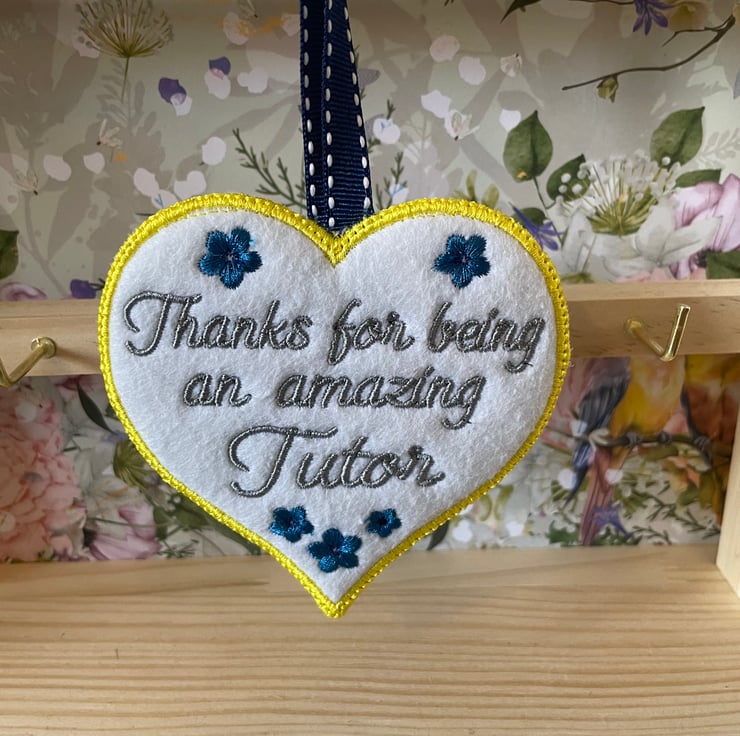 Thanks for being
an amazing
Tutor